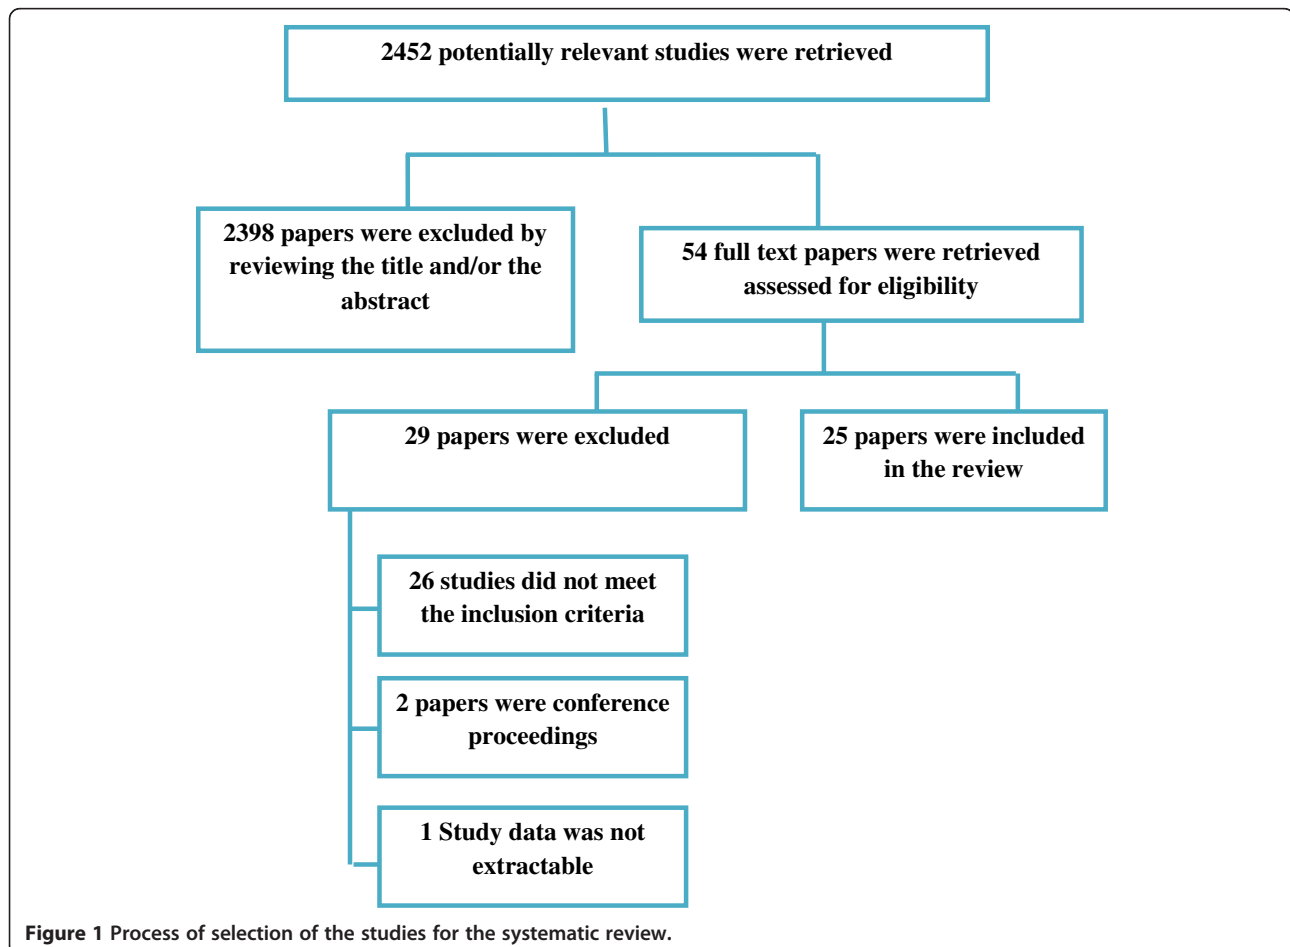 2452 potentially relevant studies were retrieved
2398 papers were excluded by
reviewing the title and/or the
abstract
54 full text papers were retrieved
assessed for eligibility
29 papers were excluded
25 papers were included
in the review
26 studies did not meet
the inclusion criteria
2 papers were conference
proceedings
1 Study data was not
extractable
Figure 1 Process of selection of the studies for the systematic review.